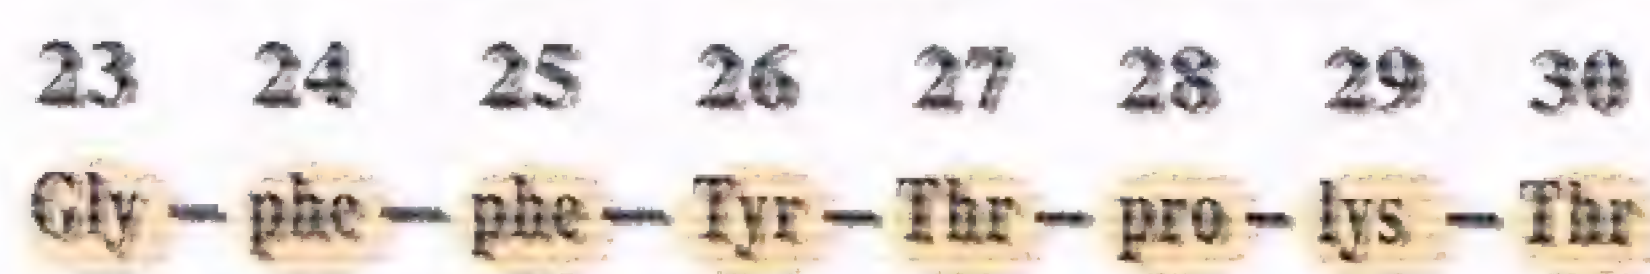 23 24 25 26 27 28 29 30
Gly – phe – phe – Tyr – Thr – pro – lys – Thr